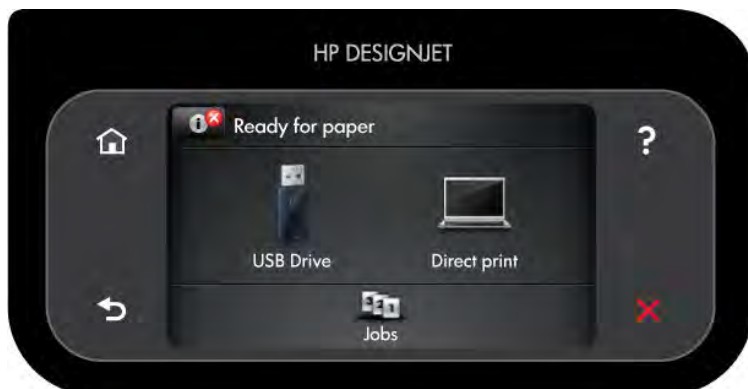 HP DESIGNJET
Ready for paper
?
USB Drive
Direct print
Jobs